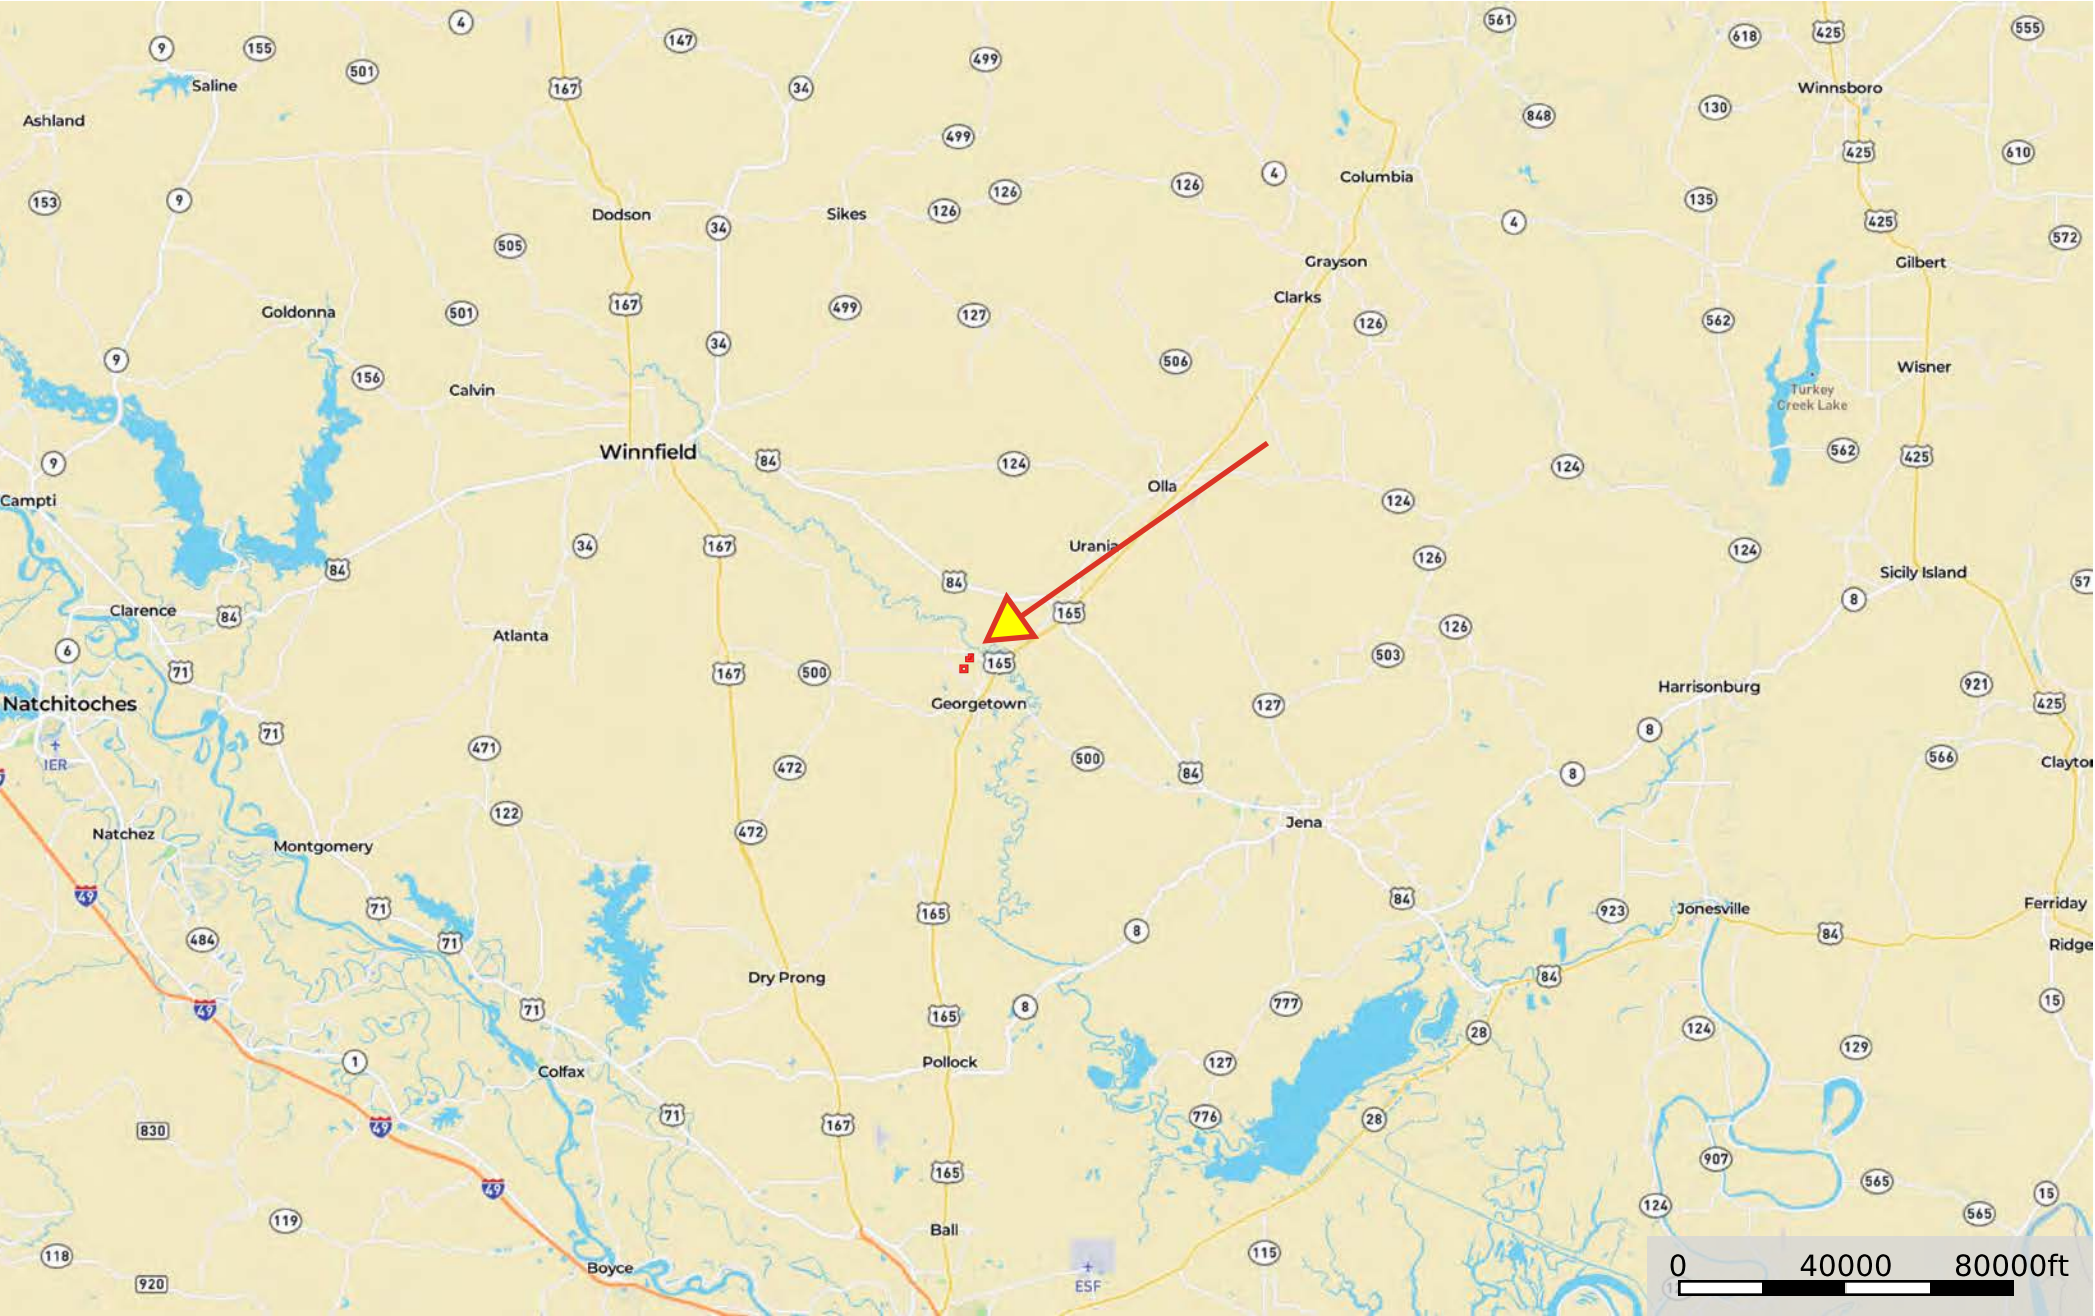 4
147
561
425
555
9
155
618
499
501
Saline
167
34
Winnsboro
130
848
Ashland
499
425
610
4
Columbia
126
126
9
153
135
126
Dodson
Sikes
34
4
425
572
505
Grayson
Gilbert
Clarks
167
499
Goldonna
501
127
126
562
34
9
506
Wisner
156
Calvin
Turkey
Creek Lake
Winnfield
562
425
84
9
124
124
Olla
Campti
124
34
167
Urania
124
126
84
84
Sicily Island
57
8
Clarence
84
165
126
Atlanta
6
503
165
71
167
500
921
Harrisonburg
Natchitoches
Georgetown
127
425
71
8
471
IER
500
566
Clayton
472
84
8
122
Jena
Natchez
472
Montgomery
49
84
Ferriday
71
165
923
Jonesville
8
84
484
71
Ridge
Dry Prong
84
15
777
8
49
71
165
124
28
129
1
Pollock
127
Colfax
71
776
28
49
167
830
907
165
565
49
15
124
565
119
Ball
115
118
Boyce
ESF
920
0 40000 80000ft